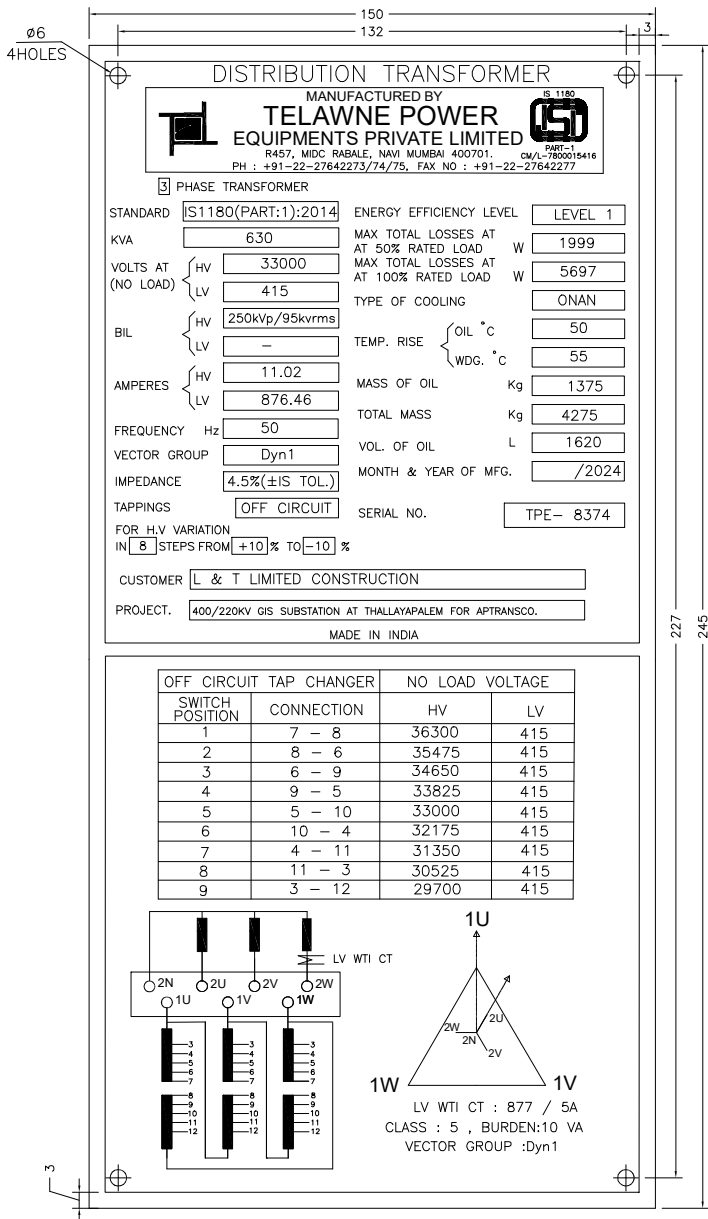 150
132
3
ø6
4HOLES
DISTRIBUTION TRANSFORMER
MANUFACTURED BY
TELAWNE POWER
EQUIPMENTS PRIVATE LIMITED
R457, MIDC RABALE, NAVI MUMBAI 400701.
PH : +91-22-27642273/74/75, FAX NO : +91-22-27642277
IS 1180
ISI
PART-1
CM/L-7800015416
3 PHASE TRANSFORMER
STANDARD IS1180(PART:1):2014
KVA 630
VOLTS AT (NO LOAD) HV 33000
LV 415
BIL HV 250kVp/95kvrms
LV –
AMPERES HV 11.02
LV 876.46
FREQUENCY Hz 50
VECTOR GROUP Dyn1
IMPEDANCE 4.5%(±IS TOL.)
TAPPINGS OFF CIRCUIT
FOR H.V VARIATION
IN 8 STEPS FROM +10 % TO -10 %
ENERGY EFFICIENCY LEVEL LEVEL 1
MAX TOTAL LOSSES AT
AT 50% RATED LOAD W 1999
MAX TOTAL LOSSES AT
AT 100% RATED LOAD W 5697
TYPE OF COOLING ONAN
TEMP. RISE OIL °C 50
WDG. °C 55
MASS OF OIL Kg 1375
TOTAL MASS Kg 4275
VOL. OF OIL L 1620
MONTH & YEAR OF MFG. /2024
SERIAL NO. TPE- 8374
CUSTOMER L & T LIMITED CONSTRUCTION
PROJECT. 400/220KV GIS SUBSTATION AT THALLAYAPALEM FOR APTRANSCO.
MADE IN INDIA
227
245
OFF CIRCUIT TAP CHANGER NO LOAD VOLTAGE
SWITCH POSITION CONNECTION HV LV
1 7 – 8 36300 415
2 8 – 6 35475 415
3 6 – 9 34650 415
4 9 – 5 33825 415
5 5 – 10 33000 415
6 10 – 4 32175 415
7 4 – 11 31350 415
8 11 – 3 30525 415
9 3 – 12 29700 415
LV WTI CT
2N 2U 2V 2W
1U 1V 1W
3 3 3
4 4 4
5 5 5
6 6 6
7 7 7
8 8 8
9 9 9
10 10 10
11 11 11
12 12 12
1U
2U
2W
2N
2V
1W 1V
LV WTI CT : 877 / 5A
CLASS : 5 , BURDEN:10 VA
VECTOR GROUP :Dyn1
3